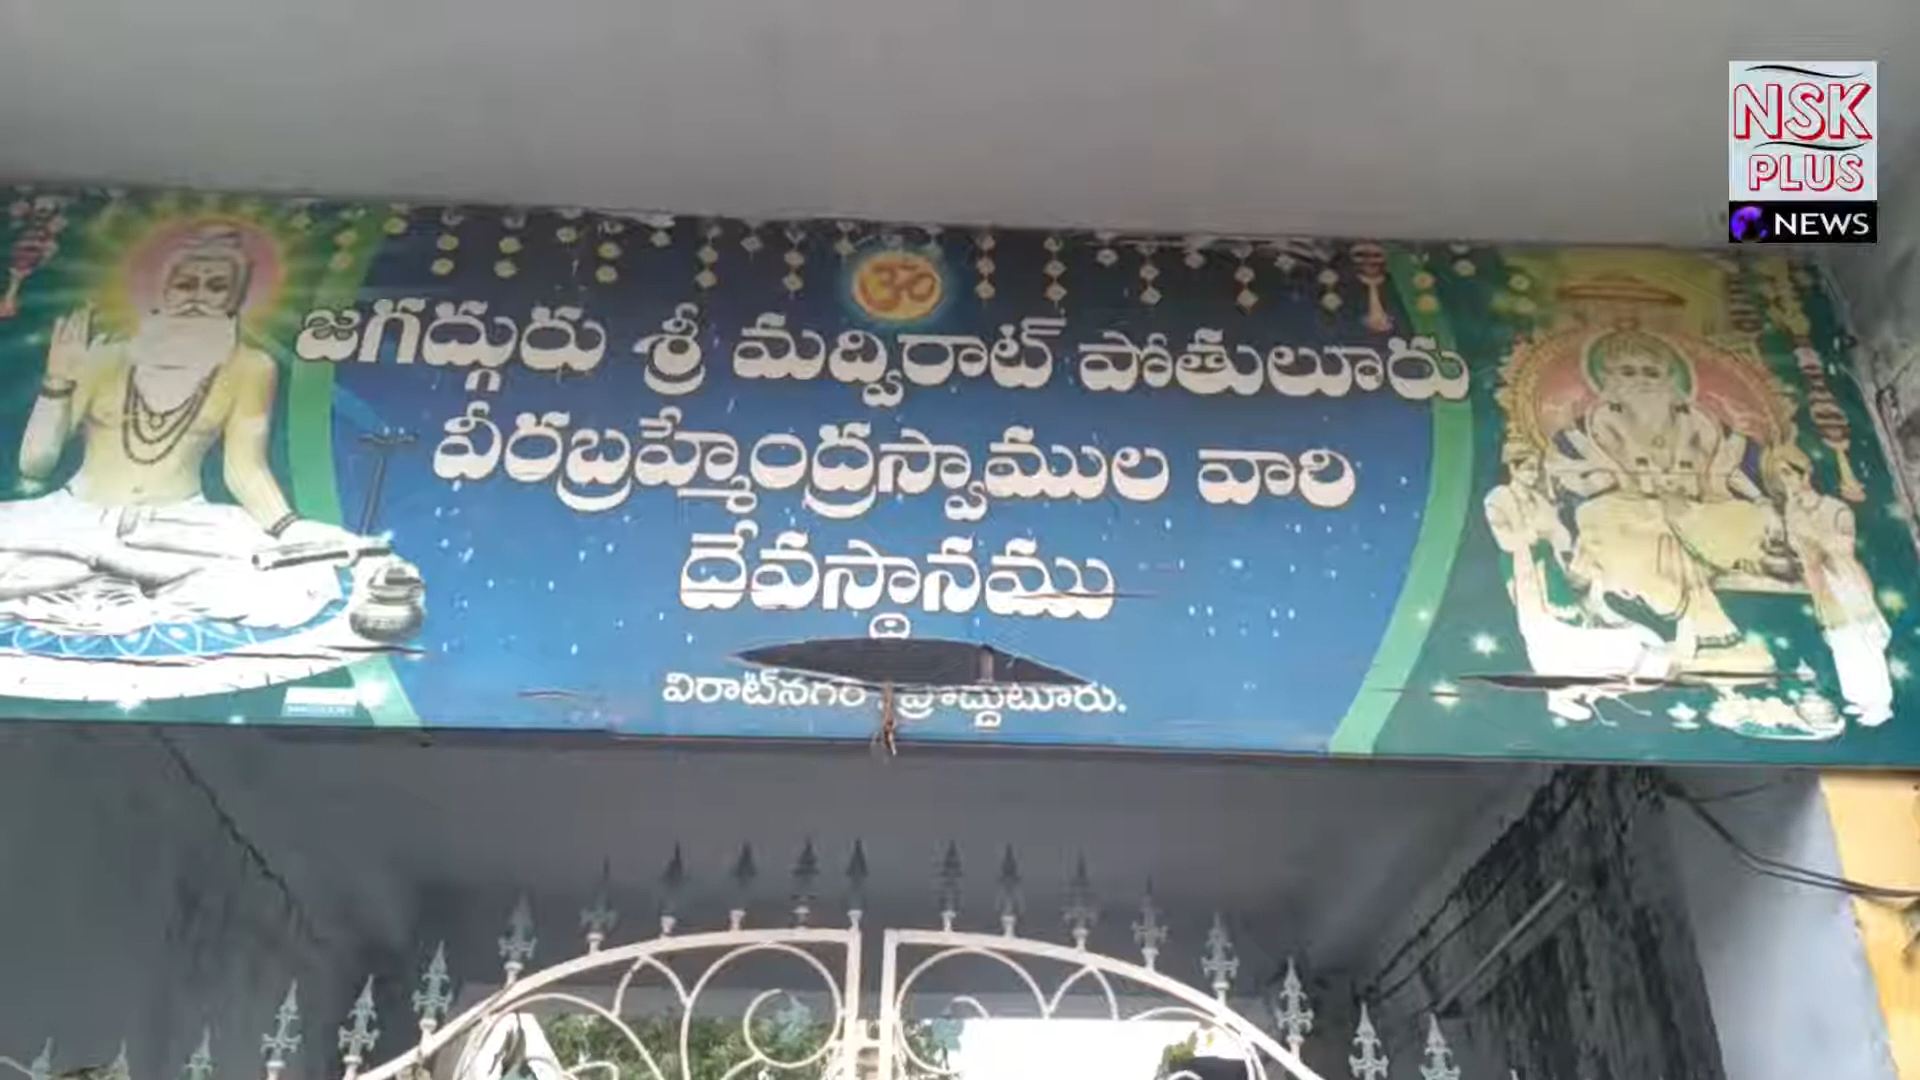 NSK
PLUS
NEWS
ఓం
జగద్గురు శ్రీ మద్విరాట్ పోతులూరు
వీరబ్రహ్మేంద్రస్వాముల వారి
దేవస్థానము
విరాట్‌నగర్, ప్రొద్దుటూరు.